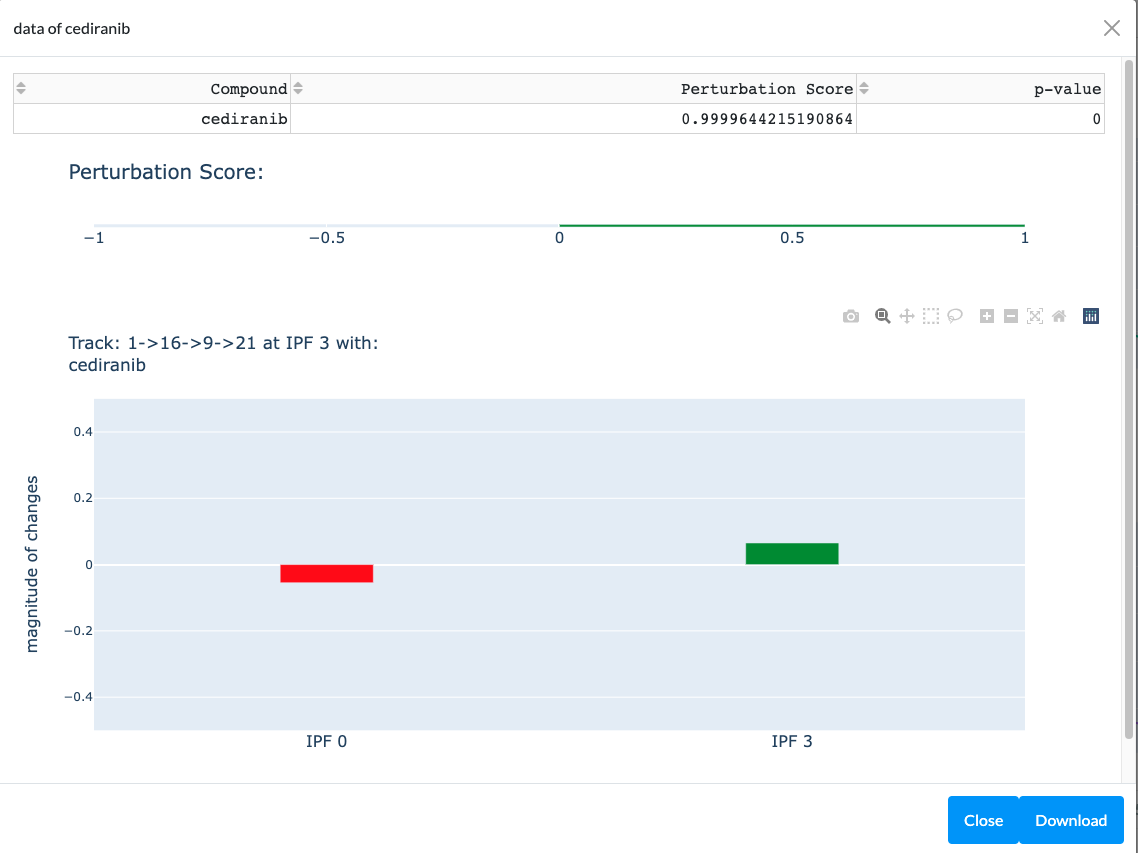 data of cediranib
Compound Perturbation Score p-value
cediranib 0.9999644215190864 0
Perturbation Score:
−1 −0.5 0 0.5 1
Track: 1->16->9->21 at IPF 3 with:
cediranib
magnitude of changes
0.4
0.2
0
−0.2
−0.4
IPF 0 IPF 3
Close Download